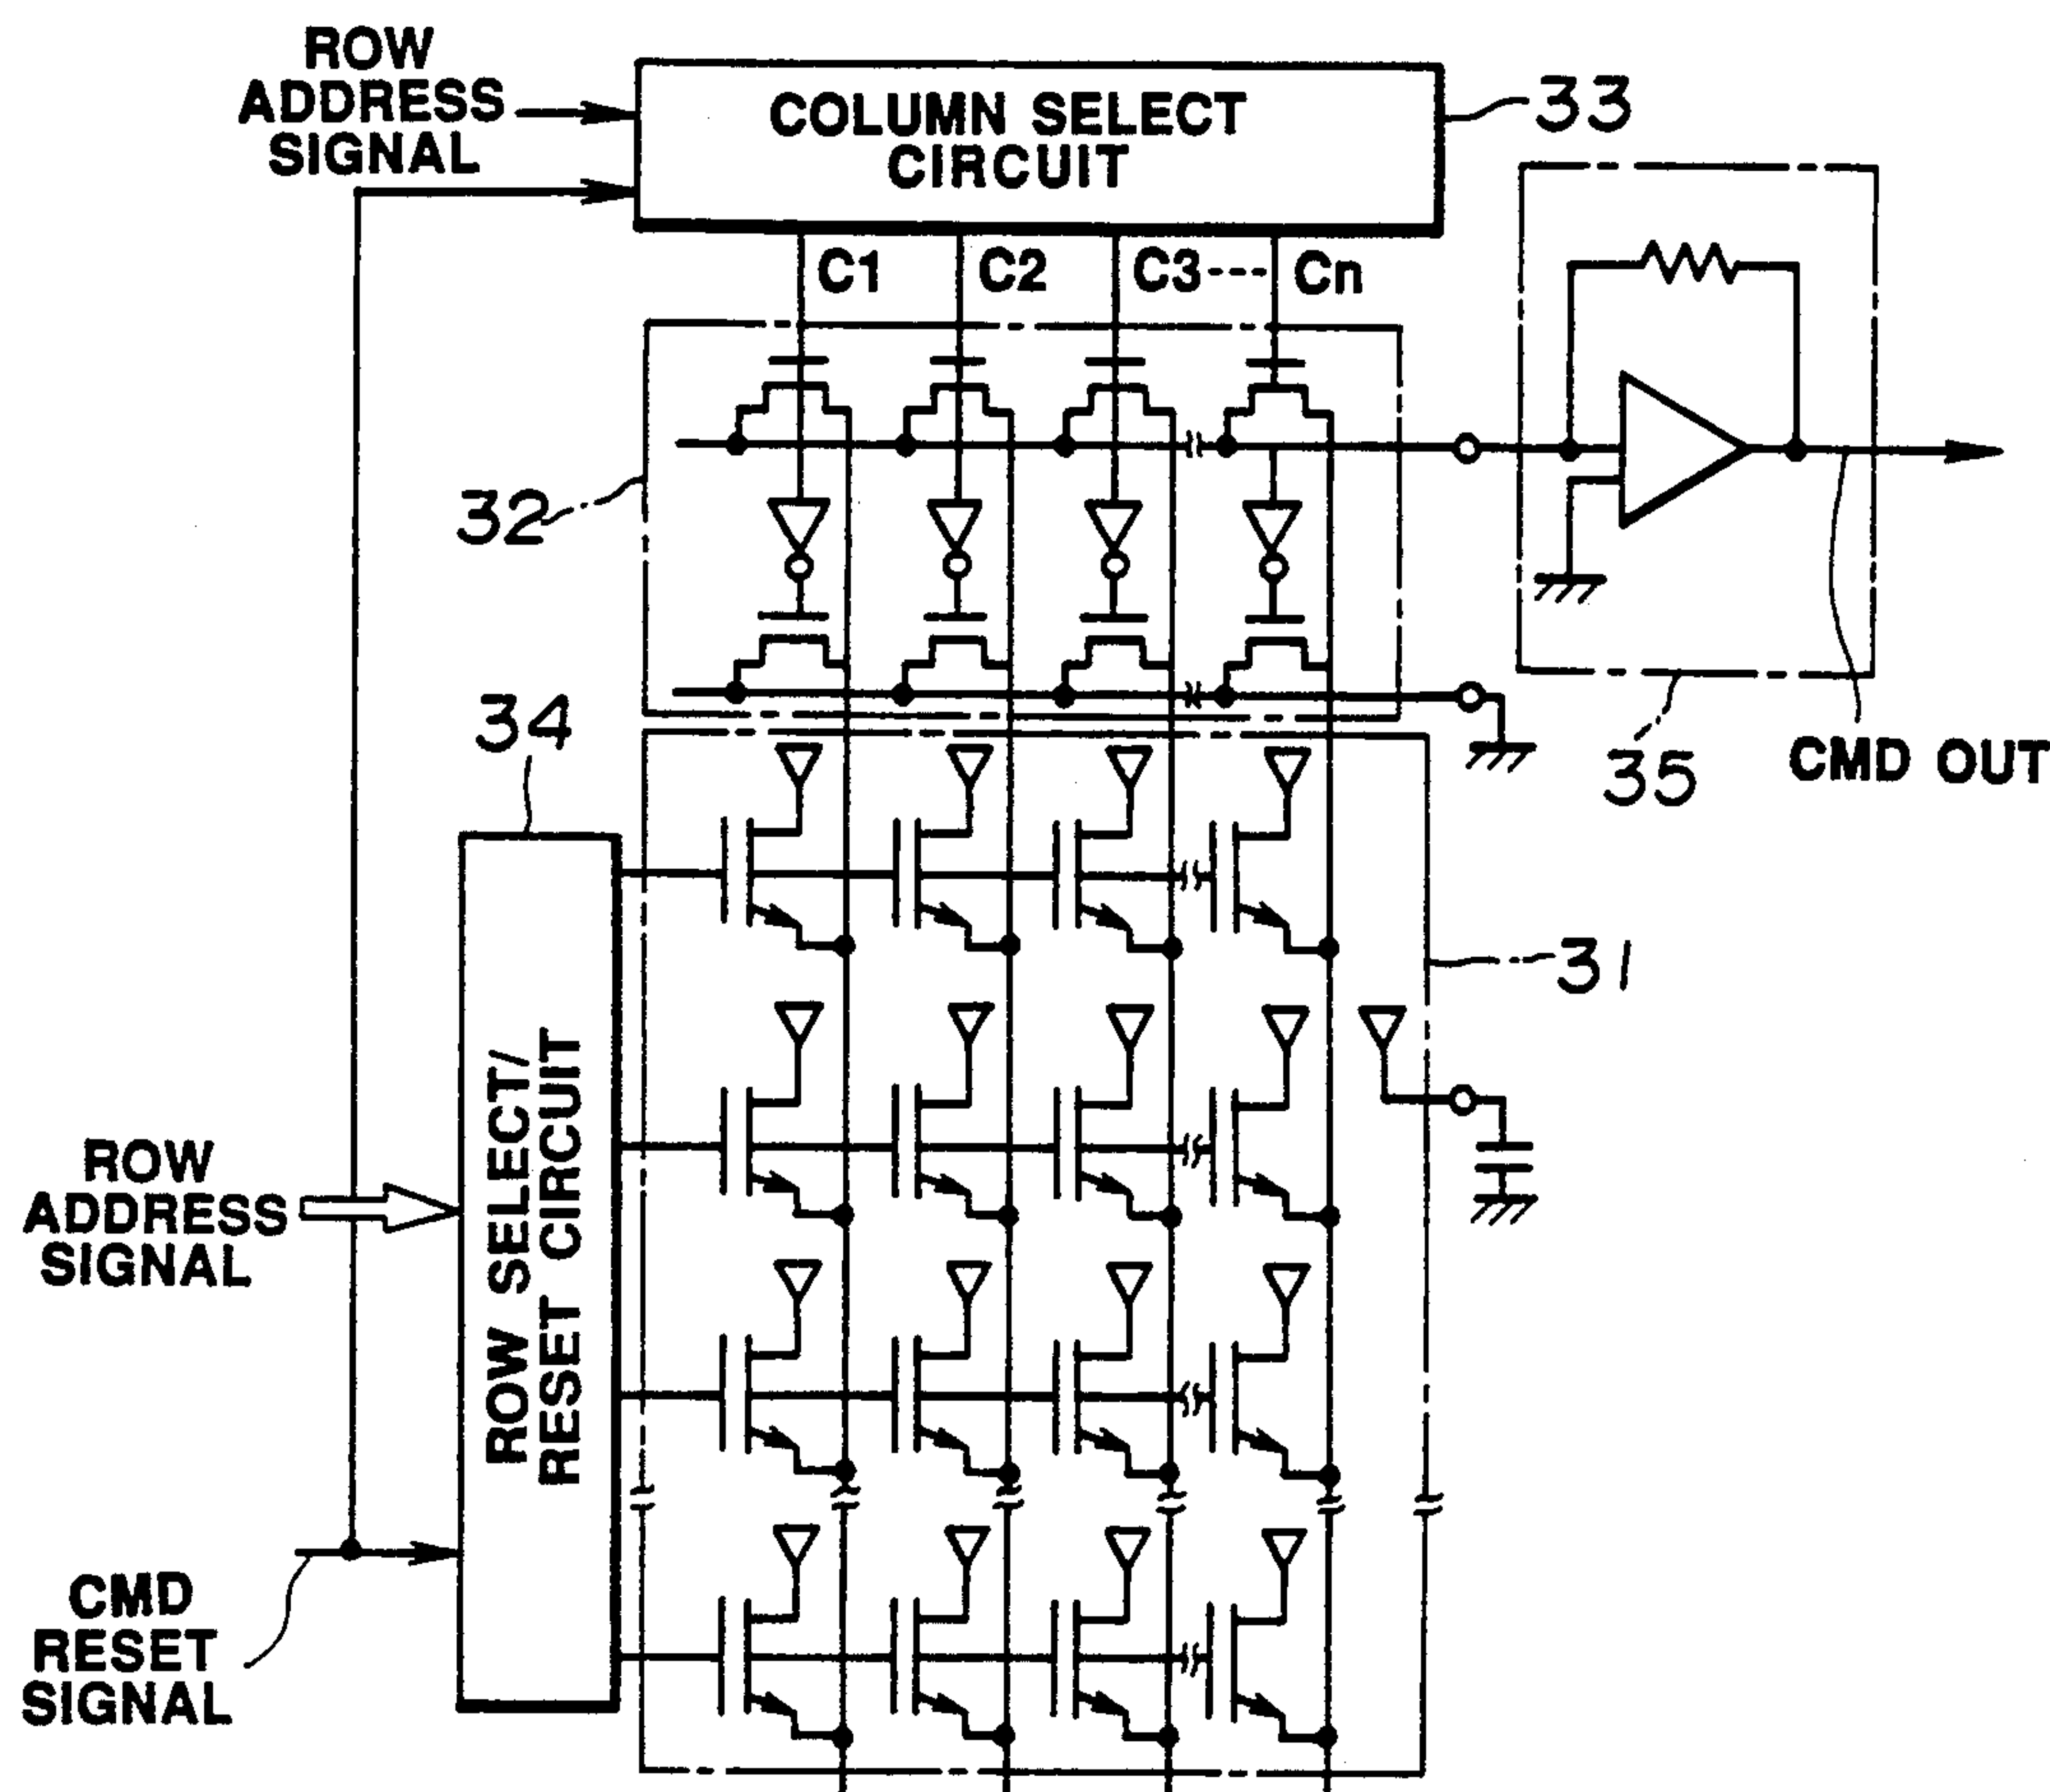 ROW
ADDRESS
SIGNAL
COLUMN SELECT
CIRCUIT
33
C1
C2
C3----
Cn
32
34
35
CMD OUT
31
ROW SELECT/
RESET CIRCUIT
ROW
ADDRESS
SIGNAL
CMD
RESET
SIGNAL